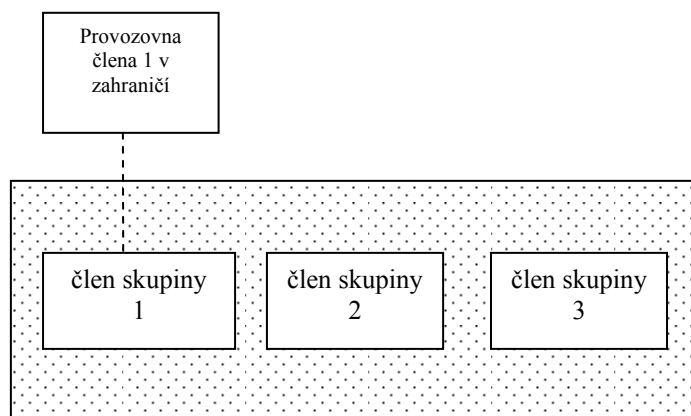 Provozovna
člena 1 v
zahraničí
člen skupiny
1
člen skupiny
2
člen skupiny
3